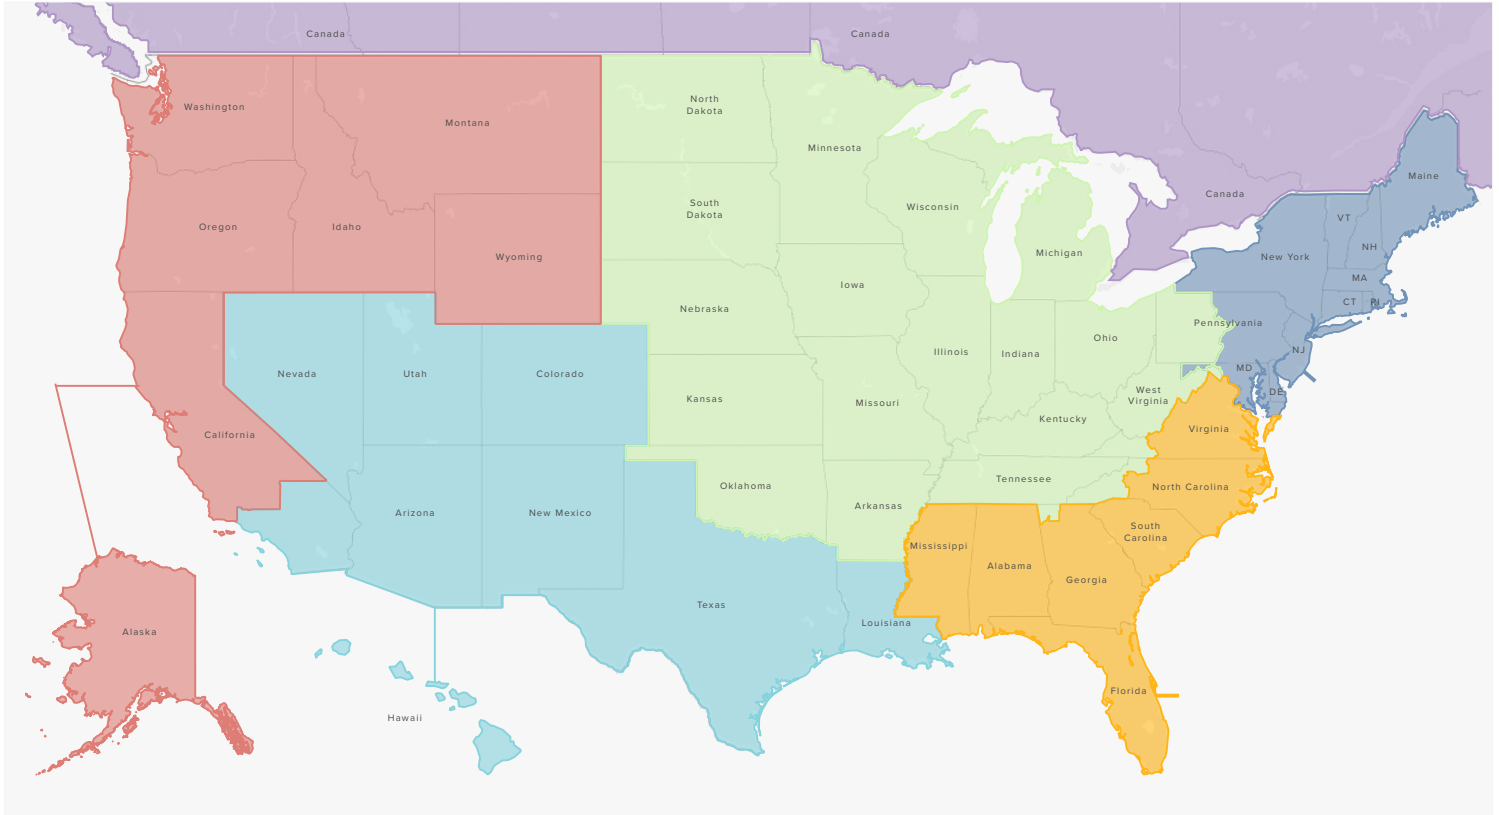 Canada
Canada
Washington
North
Dakota
Montana
Minnesota
Maine
Canada
Wisconsin
South
Dakota
VT
Oregon
Idaho
NH
Michigan
Wyoming
New York
MA
Iowa
CT
RI
Nebraska
Pennsylvania
Ohio
NJ
Illinois
Indiana
MD
Nevada
Utah
Colorado
DE
West
Virginia
Kansas
Missouri
Kentucky
Virginia
California
Tennessee
Oklahoma
North Carolina
Arkansas
Arizona
New Mexico
South
Carolina
Mississippi
Alabama
Georgia
Texas
Louisiana
Alaska
Florida
Hawaii